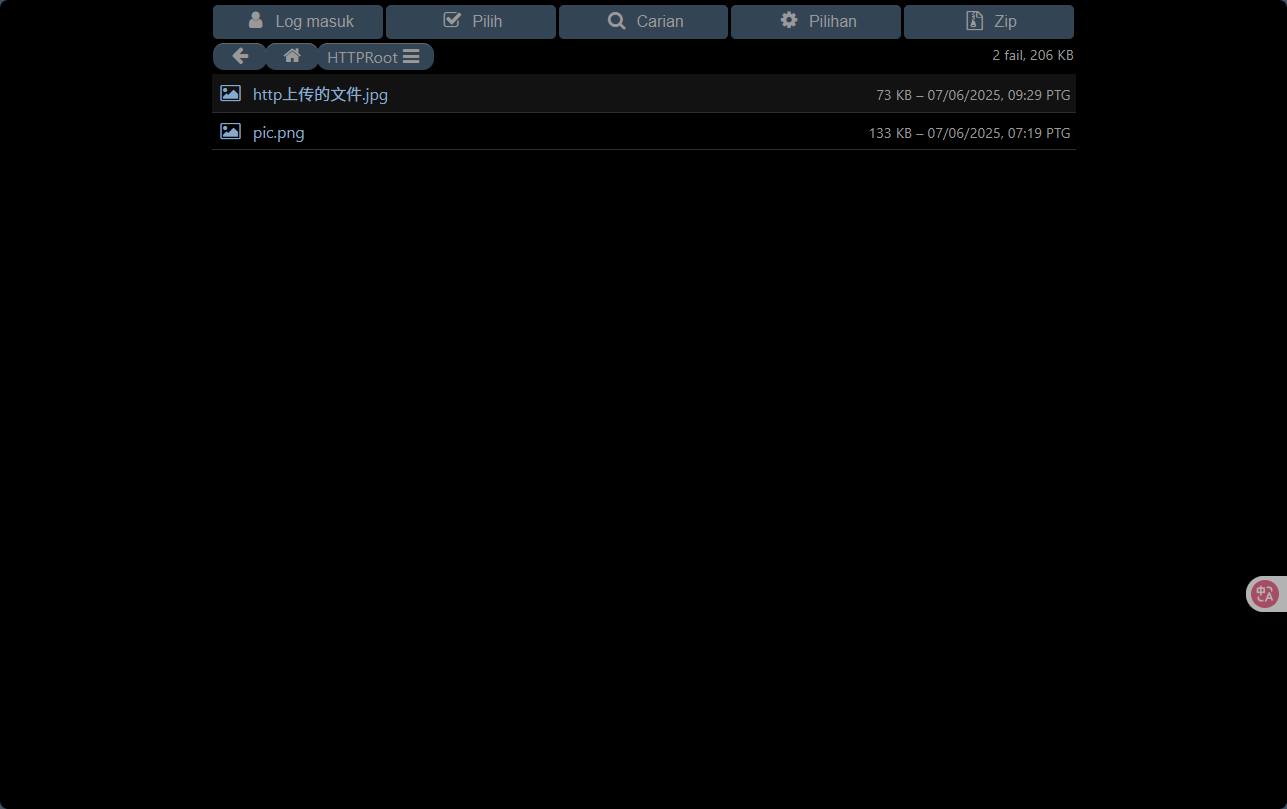 Log masuk Pilih Carian Pilihan Zip
HTTPRoot 2 fail, 206 KB
http上传的文件.jpg 73 KB – 07/06/2025, 09:29 PTG
pic.png 133 KB – 07/06/2025, 07:19 PTG
中A